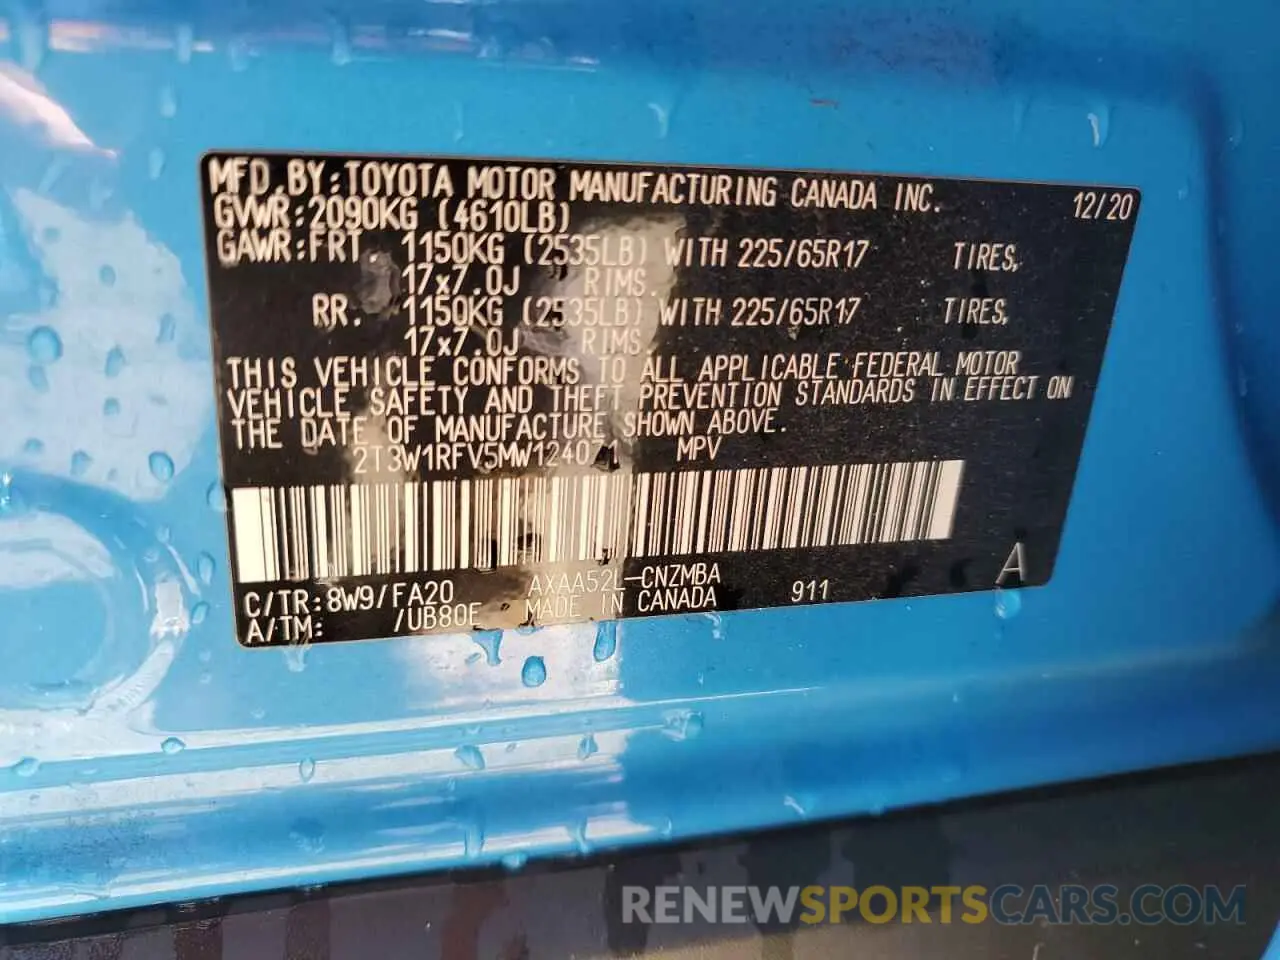 MFD.BY:TOYOTA MOTOR MANUFACTURING CANADA INC. 12/20
GVWR:2090KG (4610LB)
GAWR:FRT. 1150KG (2535LB) WITH 225/65R17 TIRES,
17x7.0J RIMS.
RR. 1150KG (2535LB) WITH 225/65R17 TIRES,
17x7.0J RIMS.
THIS VEHICLE CONFORMS TO ALL APPLICABLE FEDERAL MOTOR
VEHICLE SAFETY AND THEFT PREVENTION STANDARDS IN EFFECT ON
THE DATE OF MANUFACTURE SHOWN ABOVE.
2T3W1RFV5MW124071 MPV
C/TR:8W9/FA20 AXAA52L-CNZMBA 911 A
A/TM: /UB80E MADE IN CANADA
RENEWSPORTSCARS.COM